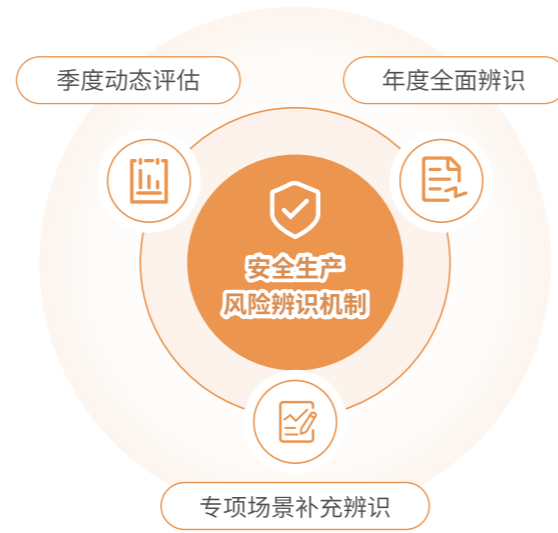 季度动态评估
年度全面辨识
安全生产
风险辨识机制
专项场景补充辨识